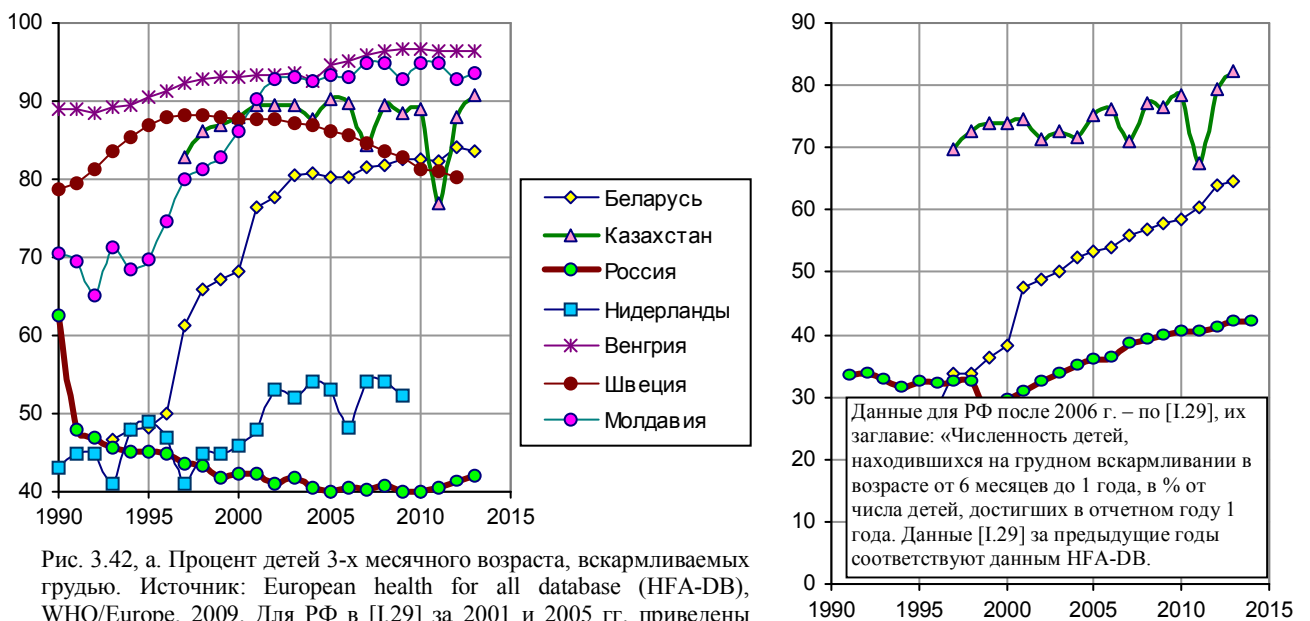 100
90
80
70
60
50
40
1990 1995 2000 2005 2010 2015
Беларусь
Казахстан
Россия
Нидерланды
Венгрия
Швеция
Молдавия
Рис. 3.42, а. Процент детей 3-х месячного возраста, вскармливаемых
грудью. Источник: European health for all database (HFA-DB),
WHO/Europe, 2009. Для РФ в [I.29] за 2001 и 2005 гг. приведены
90
80
70
60
50
40
30
20
10
0
1990 1995 2000 2005 2010 2015
Данные для РФ после 2006 г. – по [I.29], их
заглавие: «Численность детей,
находившихся на грудном вскармливании в
возрасте от 6 месяцев до 1 года, в % от
числа детей, достигших в отчетном году 1
года. Данные [I.29] за предыдущие годы
соответствуют данным HFA-DB.